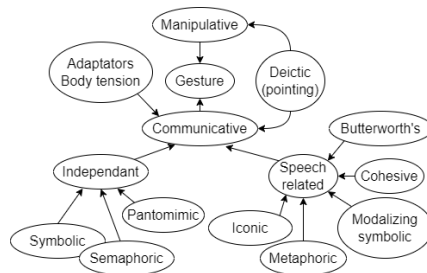 Manipulative
Adaptators
Body tension
Gesture
Deictic
(pointing)
Communicative
Butterworth's
Independant
Speech
related
Cohesive
Pantomimic
Iconic
Modalizing
symbolic
Symbolic
Semaphoric
Metaphoric